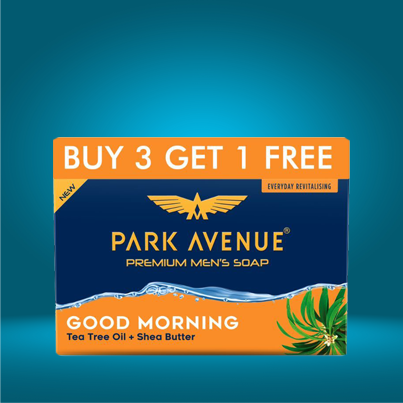 BUY 3 GET 1 FREE
NEW
EVERYDAY REVITALISING
PARK AVENUE®
PREMIUM MEN'S SOAP
GOOD MORNING
Tea Tree Oil + Shea Butter